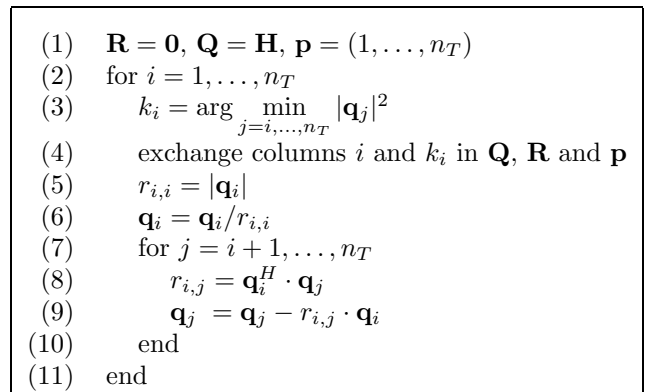 (1) R = 0, Q = H, p = (1, . . . , n_T)
(2) for i = 1, . . . , n_T
(3) k_i = arg min_{j=i,...,n_T} |q_j|^2
(4) exchange columns i and k_i in Q, R and p
(5) r_{i,i} = |q_i|
(6) q_i = q_i/r_{i,i}
(7) for j = i + 1, . . . , n_T
(8) r_{i,j} = q_i^H · q_j
(9) q_j = q_j − r_{i,j} · q_i
(10) end
(11) end